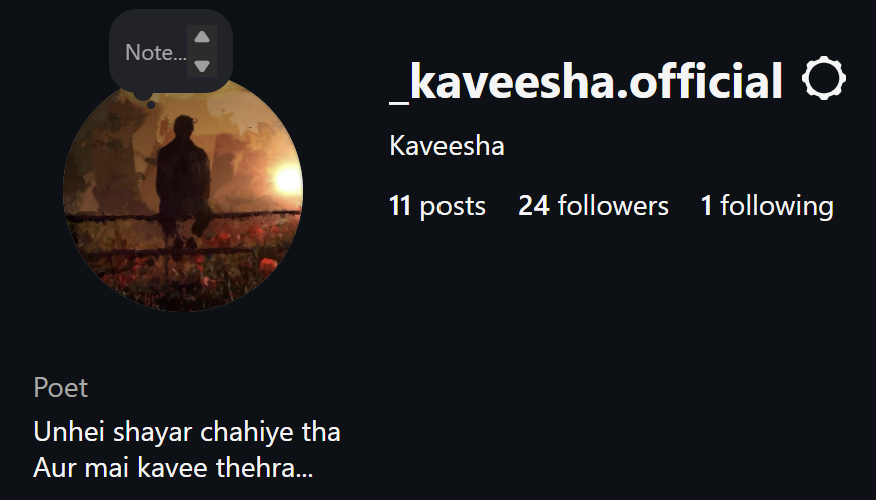 Note...
_kaveesha.official
Kaveesha
11 posts 24 followers 1 following
Poet
Unhei shayar chahiye tha
Aur mai kavee thehra...